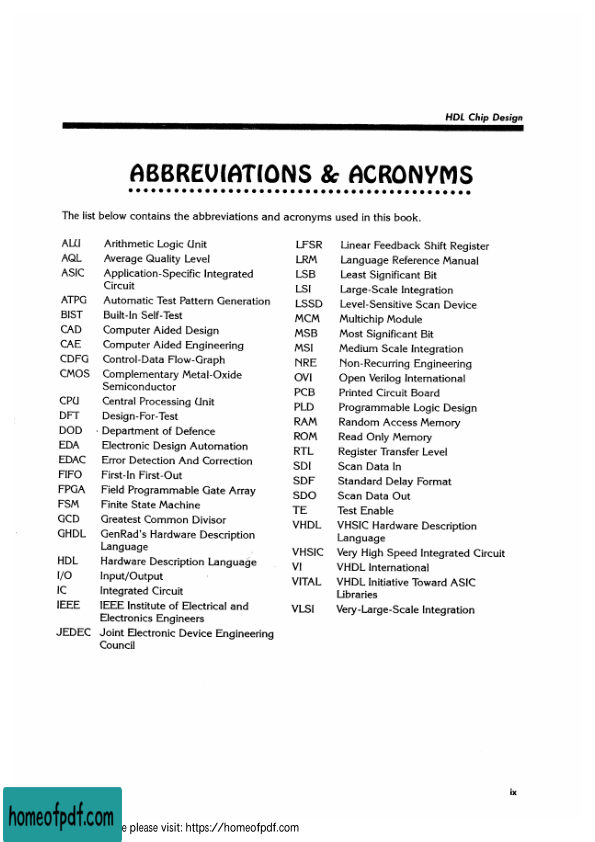 HDL Chip Design
ABBREVIATIONS & ACRONYMS
The list below contains the abbreviations and acronyms used in this book.
ALU Arithmetic Logic Unit
AQL Average Quality Level
ASIC Application-Specific Integrated
Circuit
ATPG Automatic Test Pattern Generation
BIST Built-In Self-Test
CAD Computer Aided Design
CAE Computer Aided Engineering
CDFG Control-Data Flow-Graph
CMOS Complementary Metal-Oxide
Semiconductor
CPU Central Processing Unit
DFT Design-For-Test
DOD Department of Defence
EDA Electronic Design Automation
EDAC Error Detection And Correction
FIFO First-In First-Out
FPGA Field Programmable Gate Array
FSM Finite State Machine
GCD Greatest Common Divisor
GHDL GenRad's Hardware Description
Language
HDL Hardware Description Language
I/O Input/Output
IC Integrated Circuit
IEEE IEEE Institute of Electrical and
Electronics Engineers
JEDEC Joint Electronic Device Engineering
Council
LFSR Linear Feedback Shift Register
LRM Language Reference Manual
LSB Least Significant Bit
LSI Large-Scale Integration
LSSD Level-Sensitive Scan Device
MCM Multichip Module
MSB Most Significant Bit
MSI Medium Scale Integration
NRE Non-Recurring Engineering
OVI Open Verilog International
PCB Printed Circuit Board
PLD Programmable Logic Design
RAM Random Access Memory
ROM Read Only Memory
RTL Register Transfer Level
SDI Scan Data In
SDF Standard Delay Format
SDO Scan Data Out
TE Test Enable
VHDL VHSIC Hardware Description
Language
VHSIC Very High Speed Integrated Circuit
VI VHDL International
VITAL VHDL Initiative Toward ASIC
Libraries
VLSI Very-Large-Scale Integration
ix
homeofpdf.com
e please visit: https://homeofpdf.com